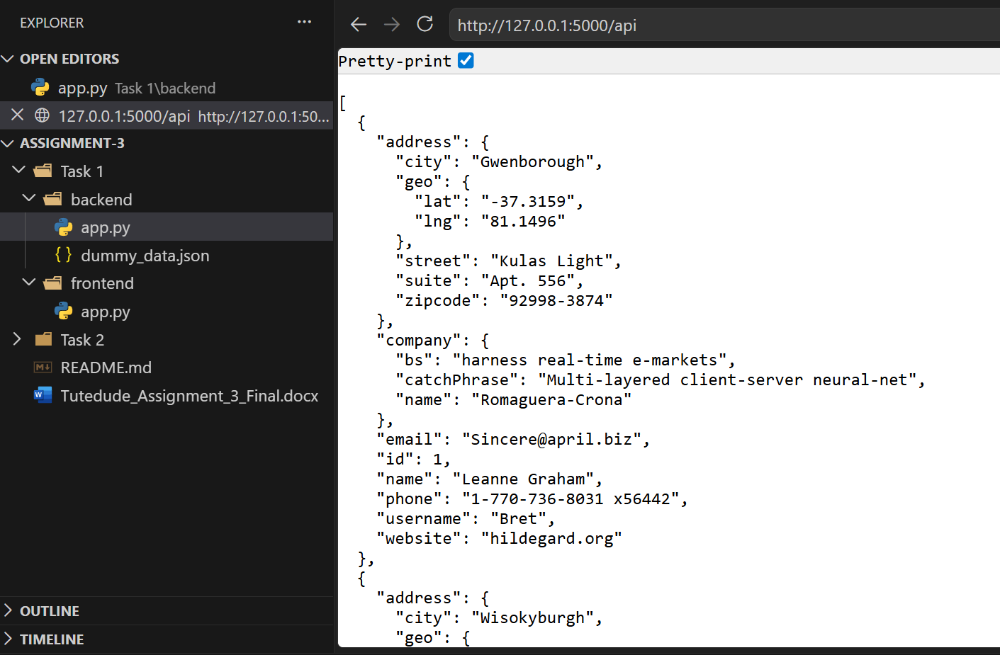 EXPLORER
OPEN EDITORS
app.py Task 1\backend
127.0.0.1:5000/api http://127.0.0.1:50...
ASSIGNMENT-3
Task 1
backend
app.py
{} dummy_data.json
frontend
app.py
Task 2
M↓ README.md
W Tutedude_Assignment_3_Final.docx
OUTLINE
TIMELINE
http://127.0.0.1:5000/api
Pretty-print
[
  {
    "address": {
      "city": "Gwenborough",
      "geo": {
        "lat": "-37.3159",
        "lng": "81.1496"
      },
      "street": "Kulas Light",
      "suite": "Apt. 556",
      "zipcode": "92998-3874"
    },
    "company": {
      "bs": "harness real-time e-markets",
      "catchPhrase": "Multi-layered client-server neural-net",
      "name": "Romaguera-Crona"
    },
    "email": "Sincere@april.biz",
    "id": 1,
    "name": "Leanne Graham",
    "phone": "1-770-736-8031 x56442",
    "username": "Bret",
    "website": "hildegard.org"
  },
  {
    "address": {
      "city": "Wisokyburgh",
      "geo": {